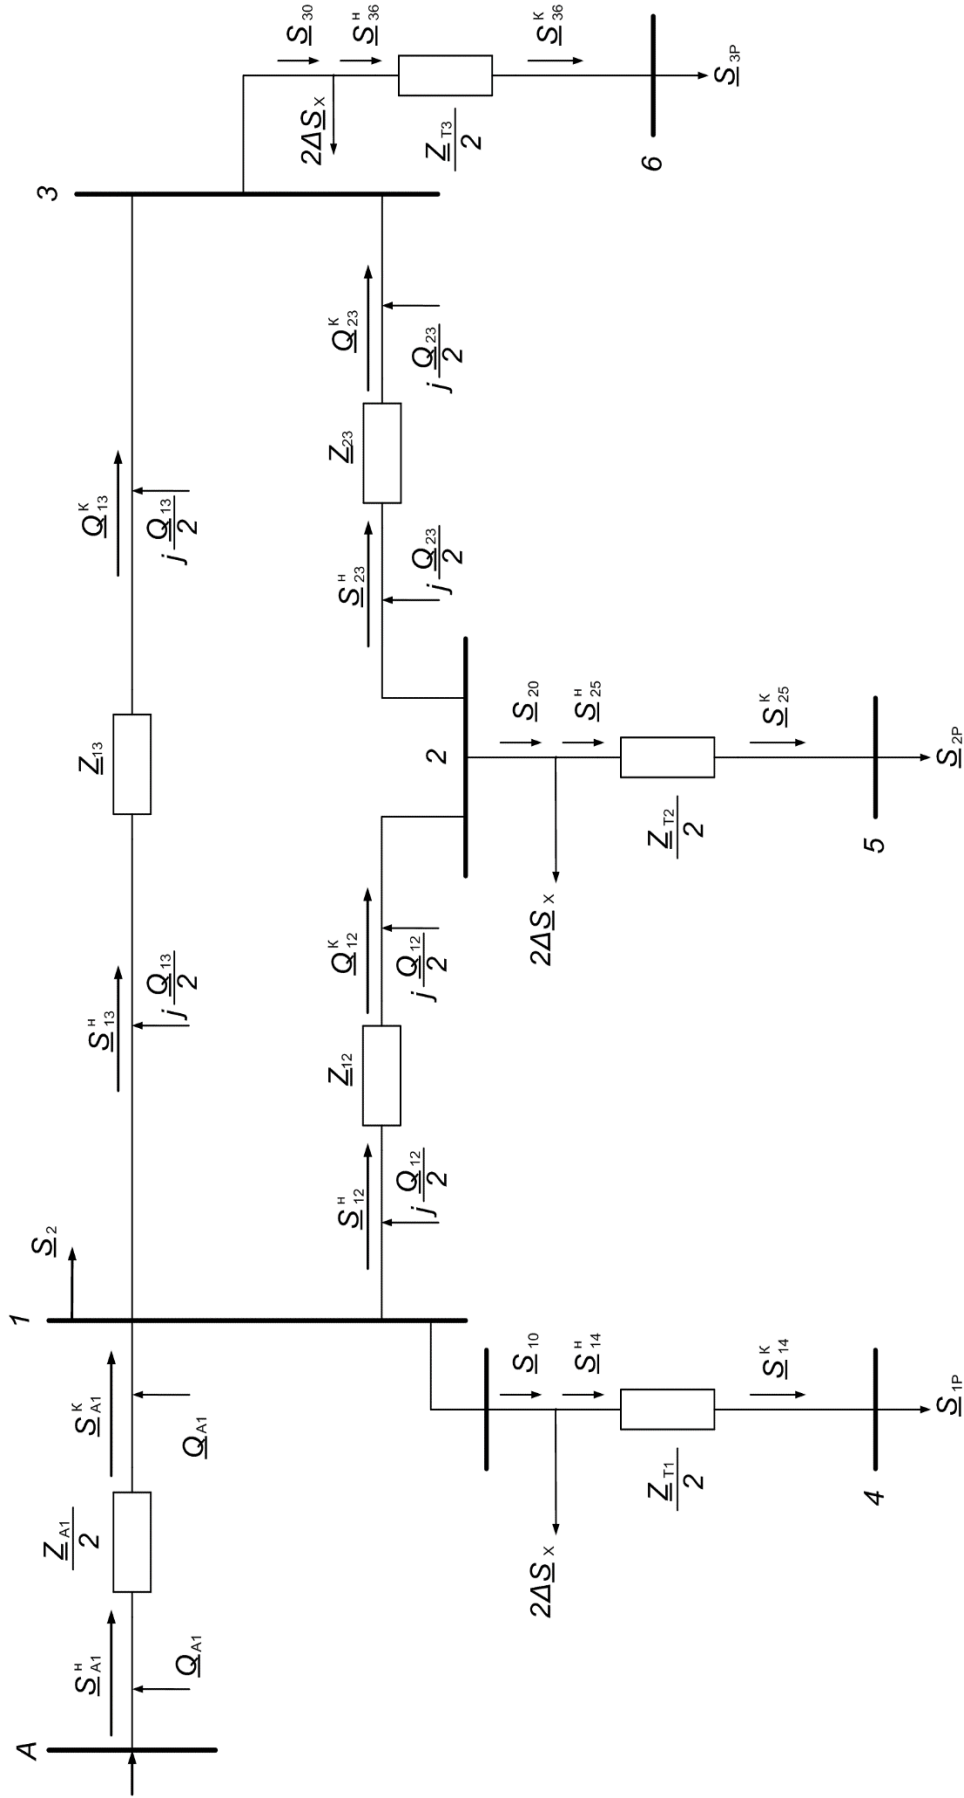 A
S^н_A1
Q_A1
Z_A1
2
S^К_A1
Q_A1
1
S_2
S^н_13
j Q_13
2
Z_13
Q^К_13
j Q_13
2
3
S^н_12
j Q_12
2
Z_12
Q^К_12
j Q_12
2
2
S^н_23
j Q_23
2
Z_23
Q^К_23
j Q_23
2
S_10
S^н_14
2ΔS_X
Z_T1
2
S^К_14
4
S_1P
S_20
S^н_25
2ΔS_X
Z_T2
2
S^К_25
5
S_2P
S_30
S^н_36
2ΔS_X
Z_T3
2
S^К_36
6
S_3P